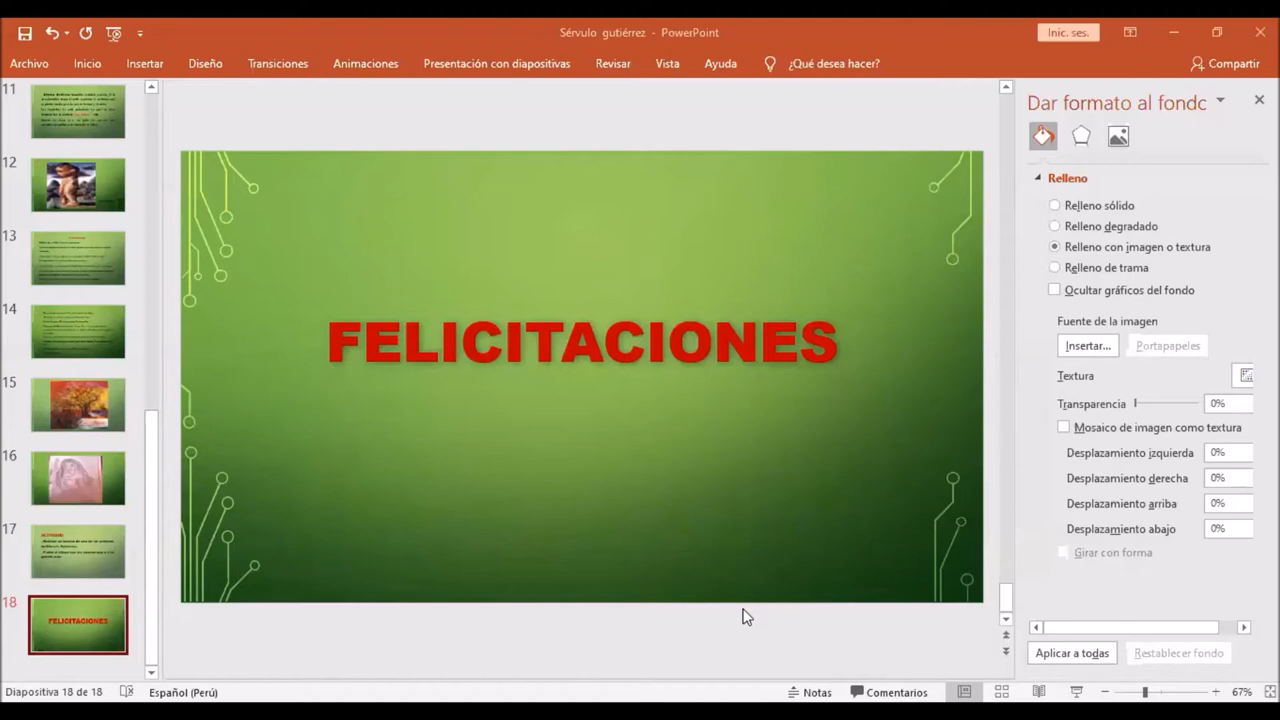 Sérvulo gutiérrez - PowerPoint
Inic. ses.
Archivo Inicio Insertar Diseño Transiciones Animaciones Presentación con diapositivas Revisar Vista Ayuda ¿Qué desea hacer? Compartir
11
12
13
14
15
16
17
18
FELICITACIONES
FELICITACIONES
Dar formato al fondo
Relleno
Relleno sólido
Relleno degradado
Relleno con imagen o textura
Relleno de trama
Ocultar gráficos del fondo
Fuente de la imagen
Insertar... Portapapeles
Textura
Transparencia 0%
Mosaico de imagen como textura
Desplazamiento izquierda 0%
Desplazamiento derecha 0%
Desplazamiento arriba 0%
Desplazamiento abajo 0%
Girar con forma
Aplicar a todas Restablecer fondo
Diapositiva 18 de 18 Español (Perú) Notas Comentarios 67%